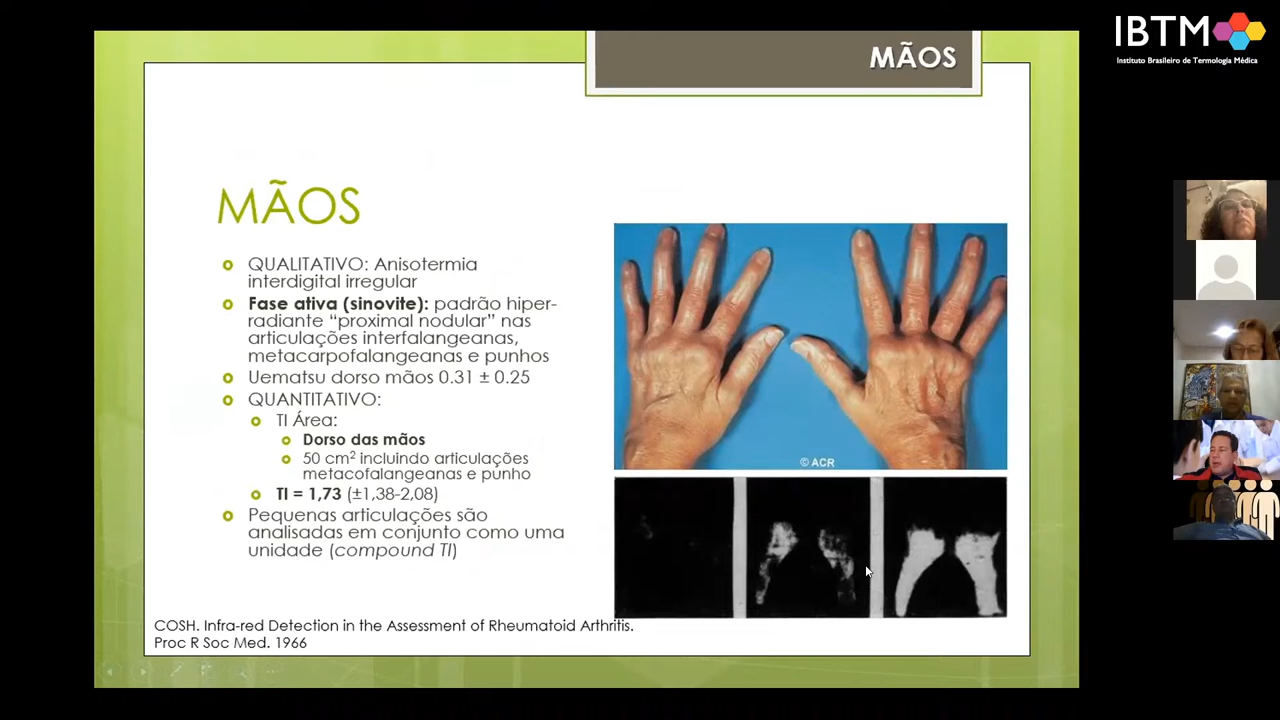 MÃOS
IBTM
Instituto Brasileiro de Termologia Médica
MÃOS
QUALITATIVO: Anisotermia
interdigital irregular
Fase ativa (sinovite): padrão hiper-
radiante “proximal nodular” nas
articulações interfalangeanas,
metacarpofalangeanas e punhos
Uematsu dorso mãos 0.31 ± 0.25
QUANTITATIVO:
TI Área:
Dorso das mãos
50 cm² incluindo articulações
metacofalangeanas e punho
TI = 1,73 (±1,38-2,08)
Pequenas articulações são
analisadas em conjunto como uma
unidade (compound TI)
© ACR
COSH. Infra-red Detection in the Assessment of Rheumatoid Arthritis.
Proc R Soc Med. 1966